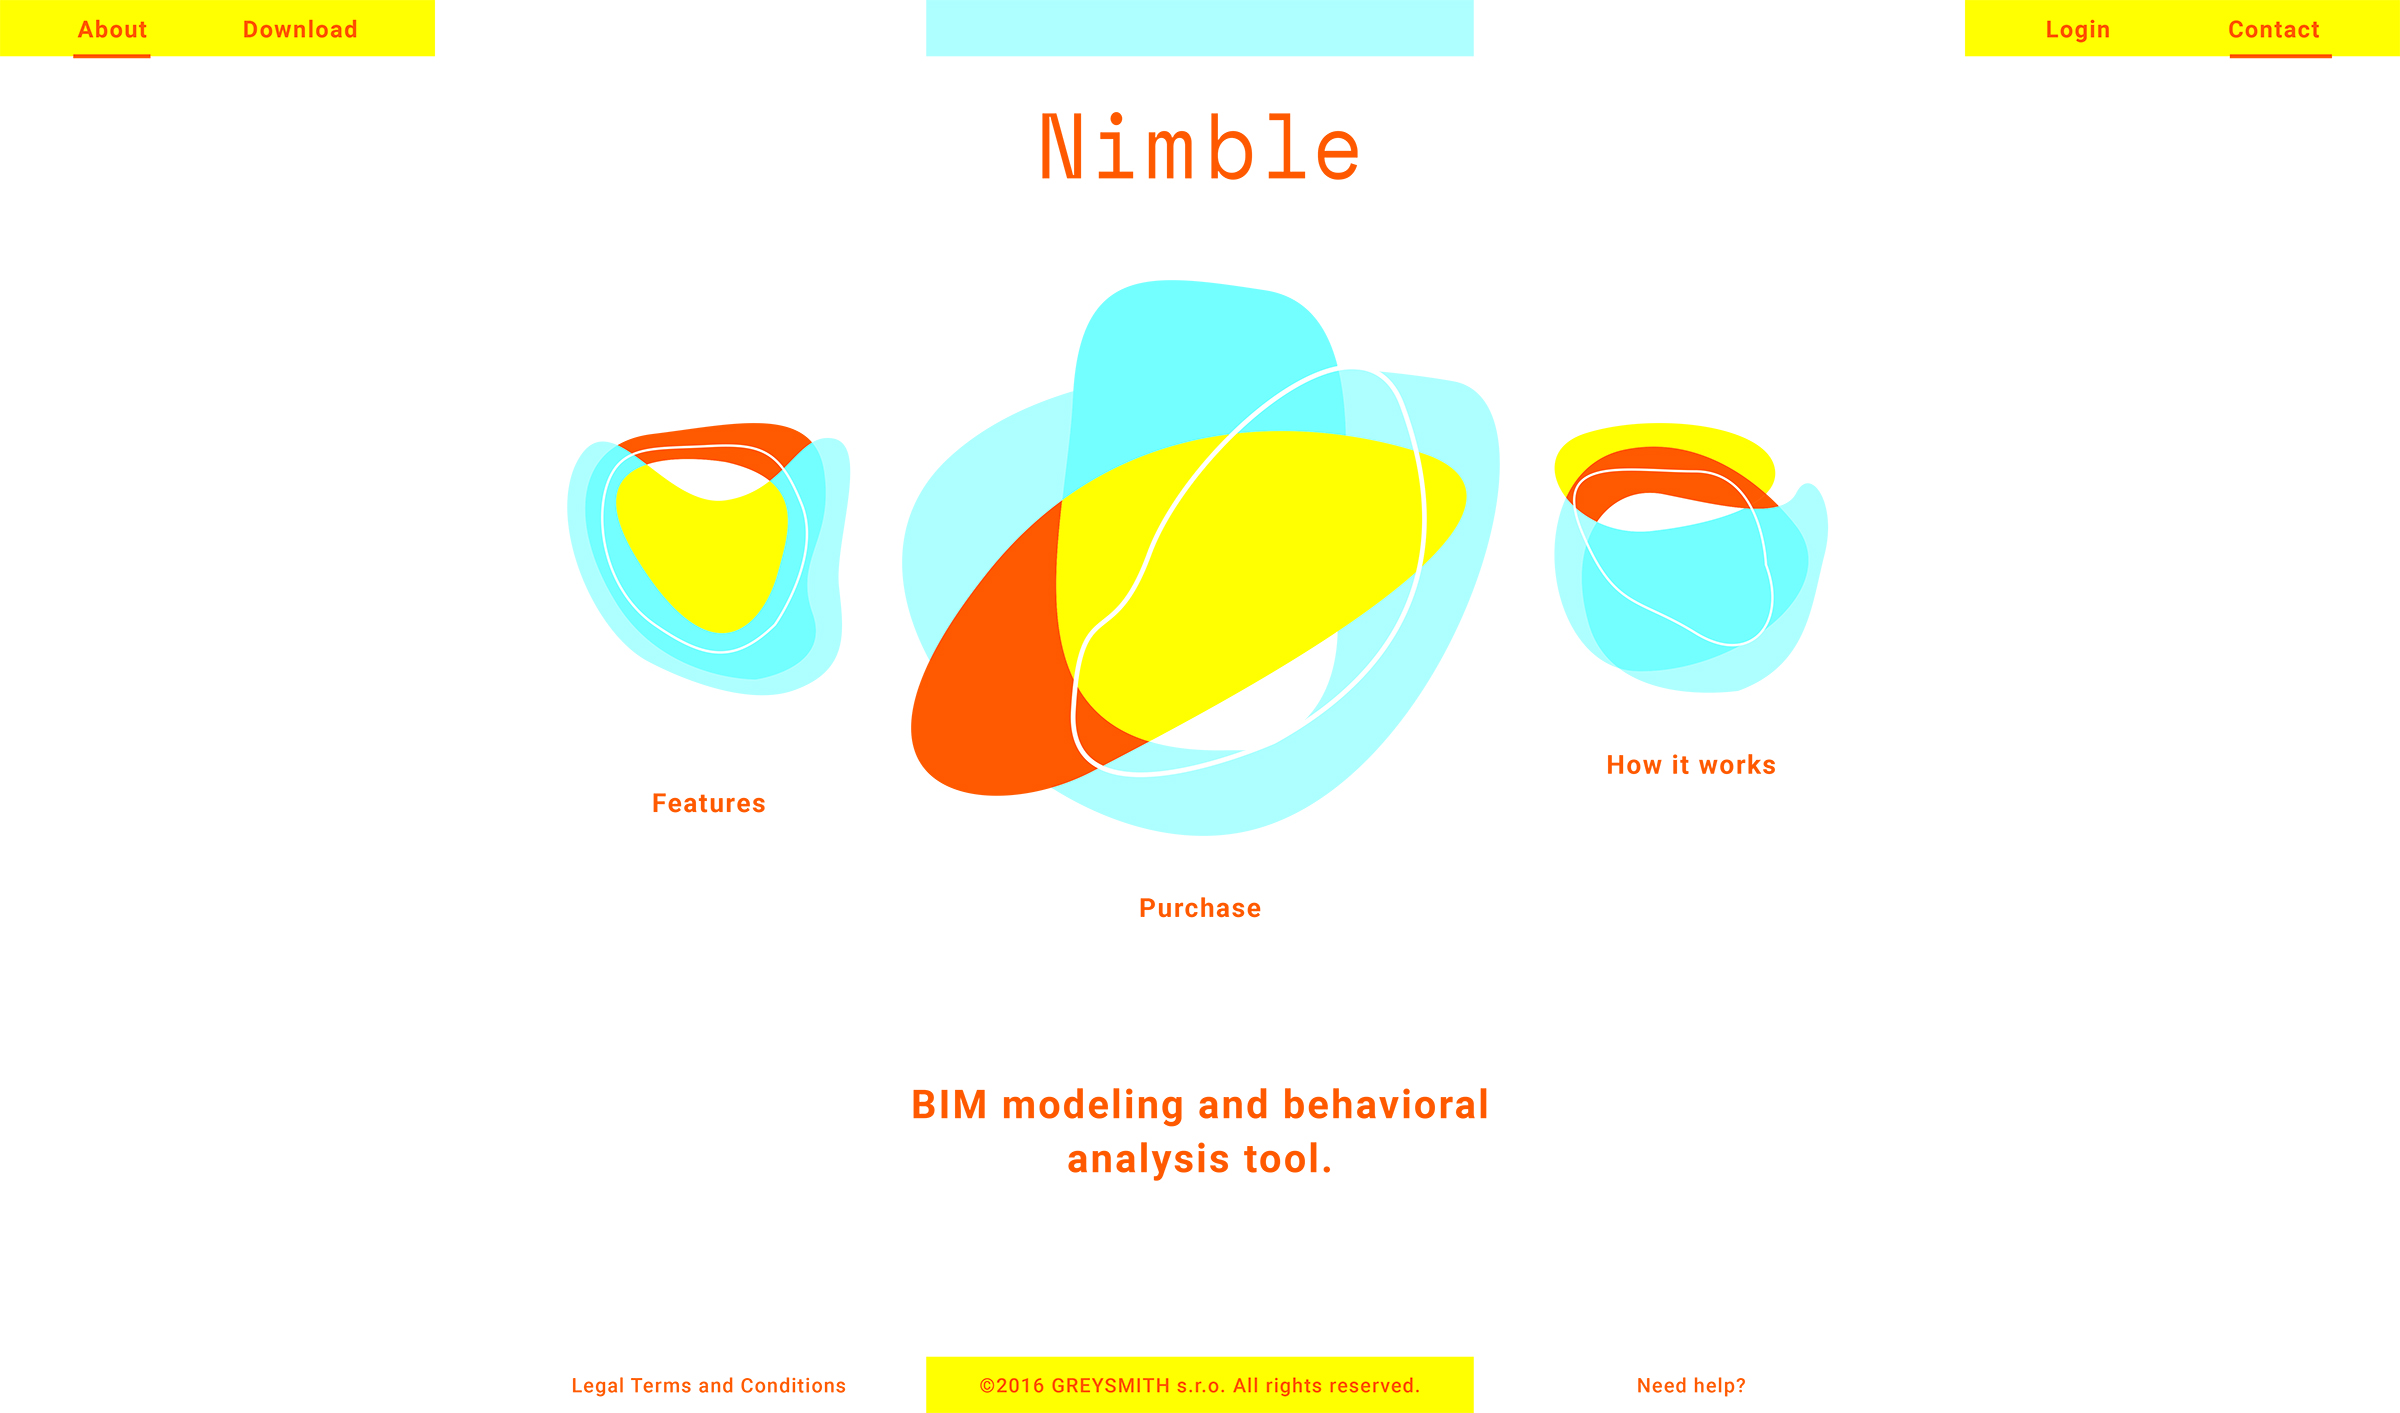 About
Download
Login
Contact
Nimble
Features
Purchase
How it works
BIM modeling and behavioral
analysis tool.
Legal Terms and Conditions
©2016 GREYSMITH s.r.o. All rights reserved.
Need help?